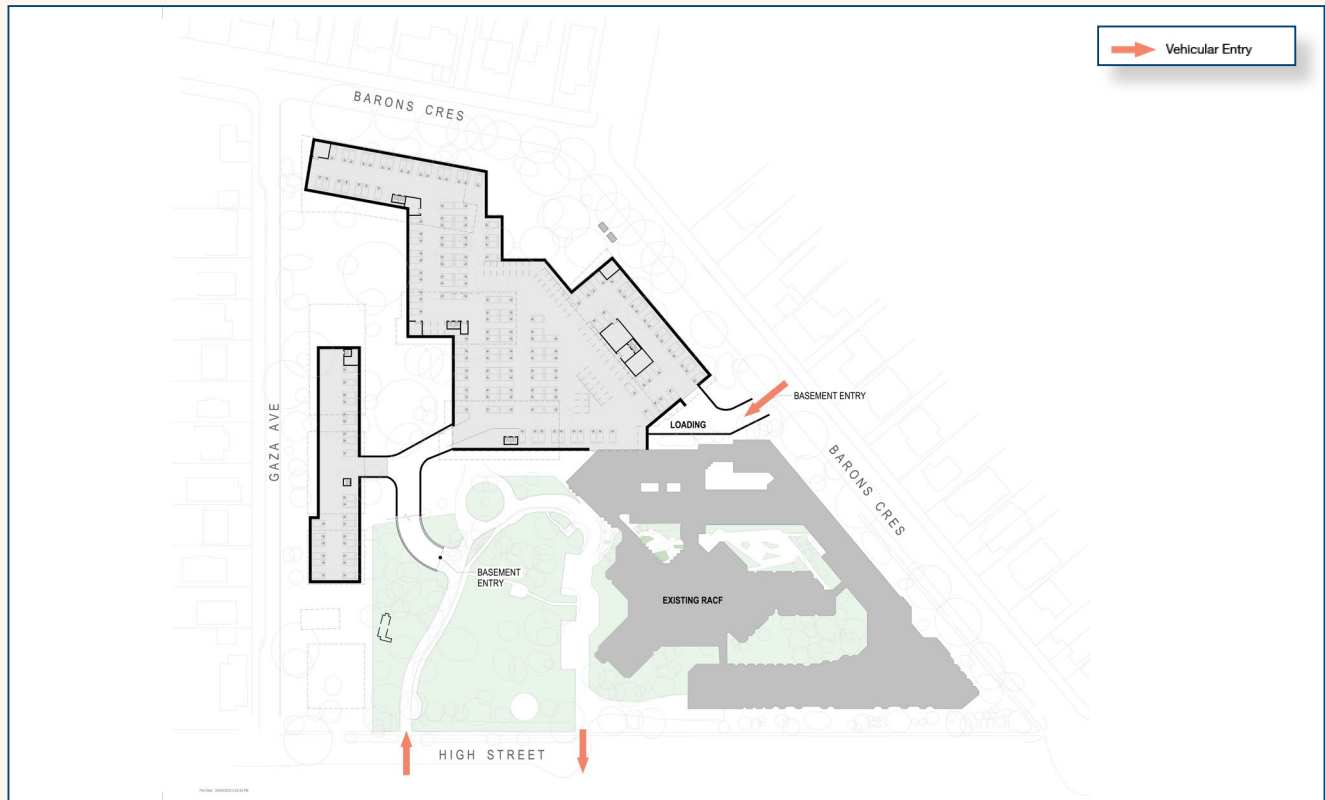 Vehicular Entry
BARONS CRES
BASEMENT ENTRY
LOADING
GAZA AVE
BARONS CRES
BASEMENT
ENTRY
EXISTING RACF
HIGH STREET